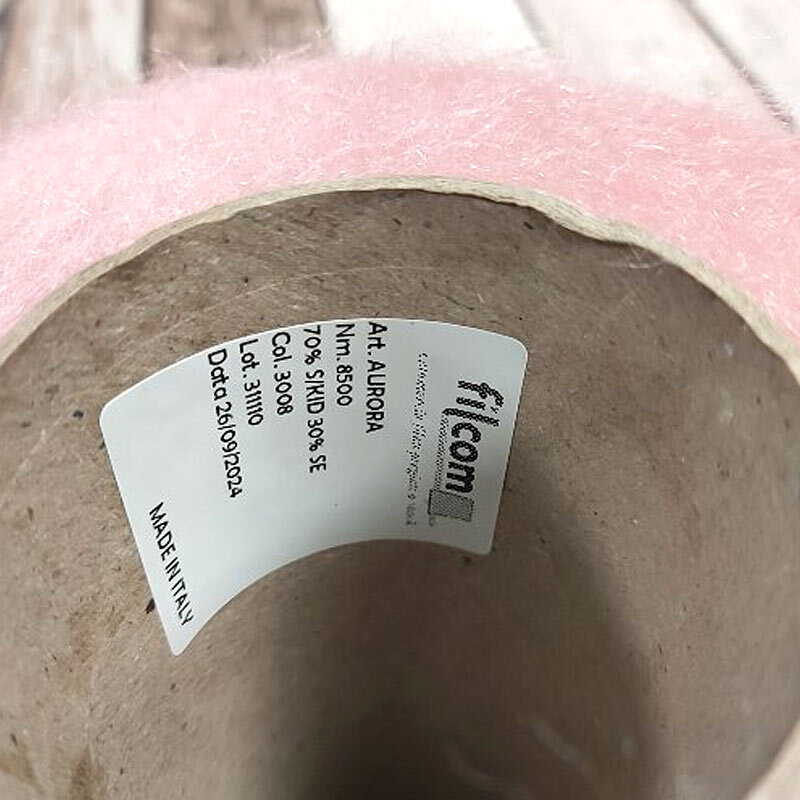 filcom
Art. AURORA
Nm. 8500
70% S/KID 30% SE
Col. 3008
Lot. 311110
Data 26/09/2024
MADE IN ITALY